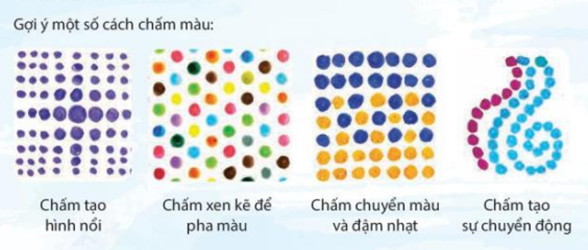 Gợi ý một số cách chấm màu:
Chấm tạo
hình nổi
Chấm xen kẽ để
pha màu
Chấm chuyển màu
và đậm nhạt
Chấm tạo
sự chuyển động